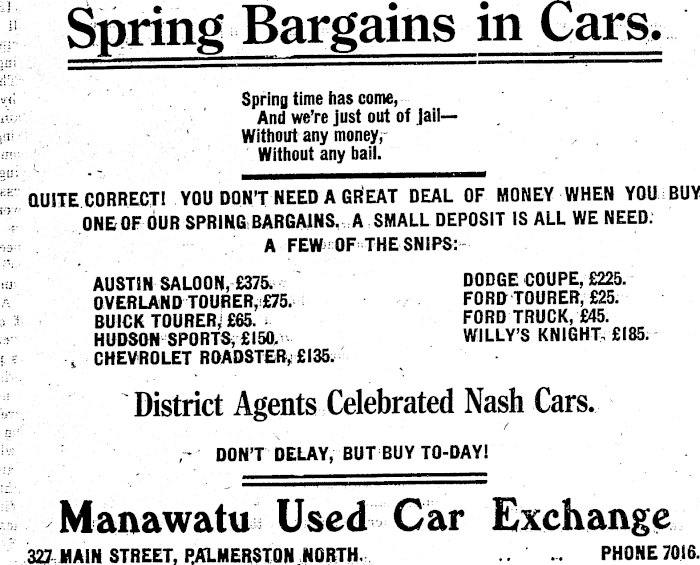 Spring Bargains in Cars.
Spring time has come,
And we're just out of jail—
Without any money,
Without any bail.
QUITE CORRECT! YOU DON'T NEED A GREAT DEAL OF MONEY WHEN YOU BUY
ONE OF OUR SPRING BARGAINS. A SMALL DEPOSIT IS ALL WE NEED.
A FEW OF THE SNIPS:
AUSTIN SALOON, £375.
OVERLAND TOURER, £75.
BUICK TOURER, £65.
HUDSON SPORTS, £150.
CHEVROLET ROADSTER, £135.
DODGE COUPE, £225.
FORD TOURER, £25.
FORD TRUCK, £45.
WILLY'S KNIGHT, £185.
District Agents Celebrated Nash Cars.
DON'T DELAY, BUT BUY TO-DAY!
Manawatu Used Car Exchange
327 MAIN STREET, PALMERSTON NORTH. .. .. PHONE 7016.